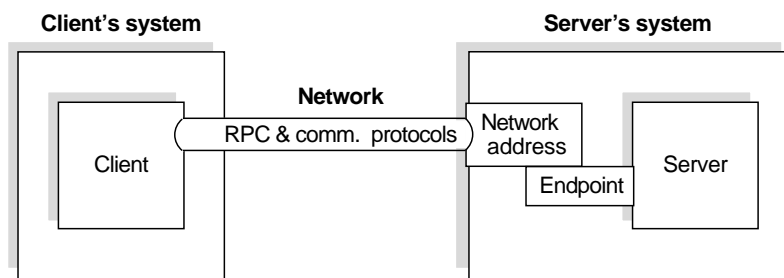 Client's system
Server's system
Network
RPC & comm. protocols
Client
Network
address
Endpoint
Server